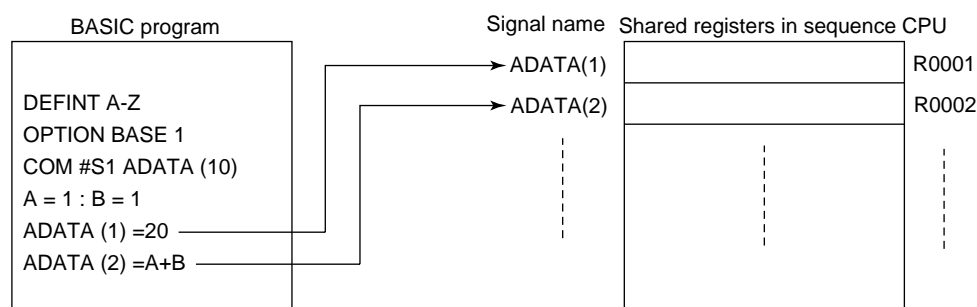 BASIC program
Signal name Shared registers in sequence CPU
ADATA(1) R0001
DEFINT A-Z ADATA(2) R0002
OPTION BASE 1
COM #S1 ADATA (10)
A = 1 : B = 1
ADATA (1) =20
ADATA (2) =A+B